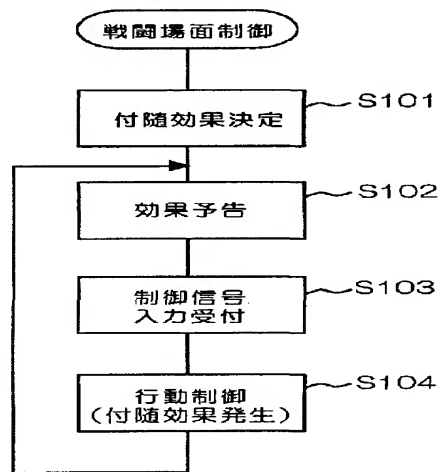 戦闘場面制御
付随効果決定
S101
効果予告
S102
制御信号
入力受付
S103
行動制御
(付随効果発生)
S104